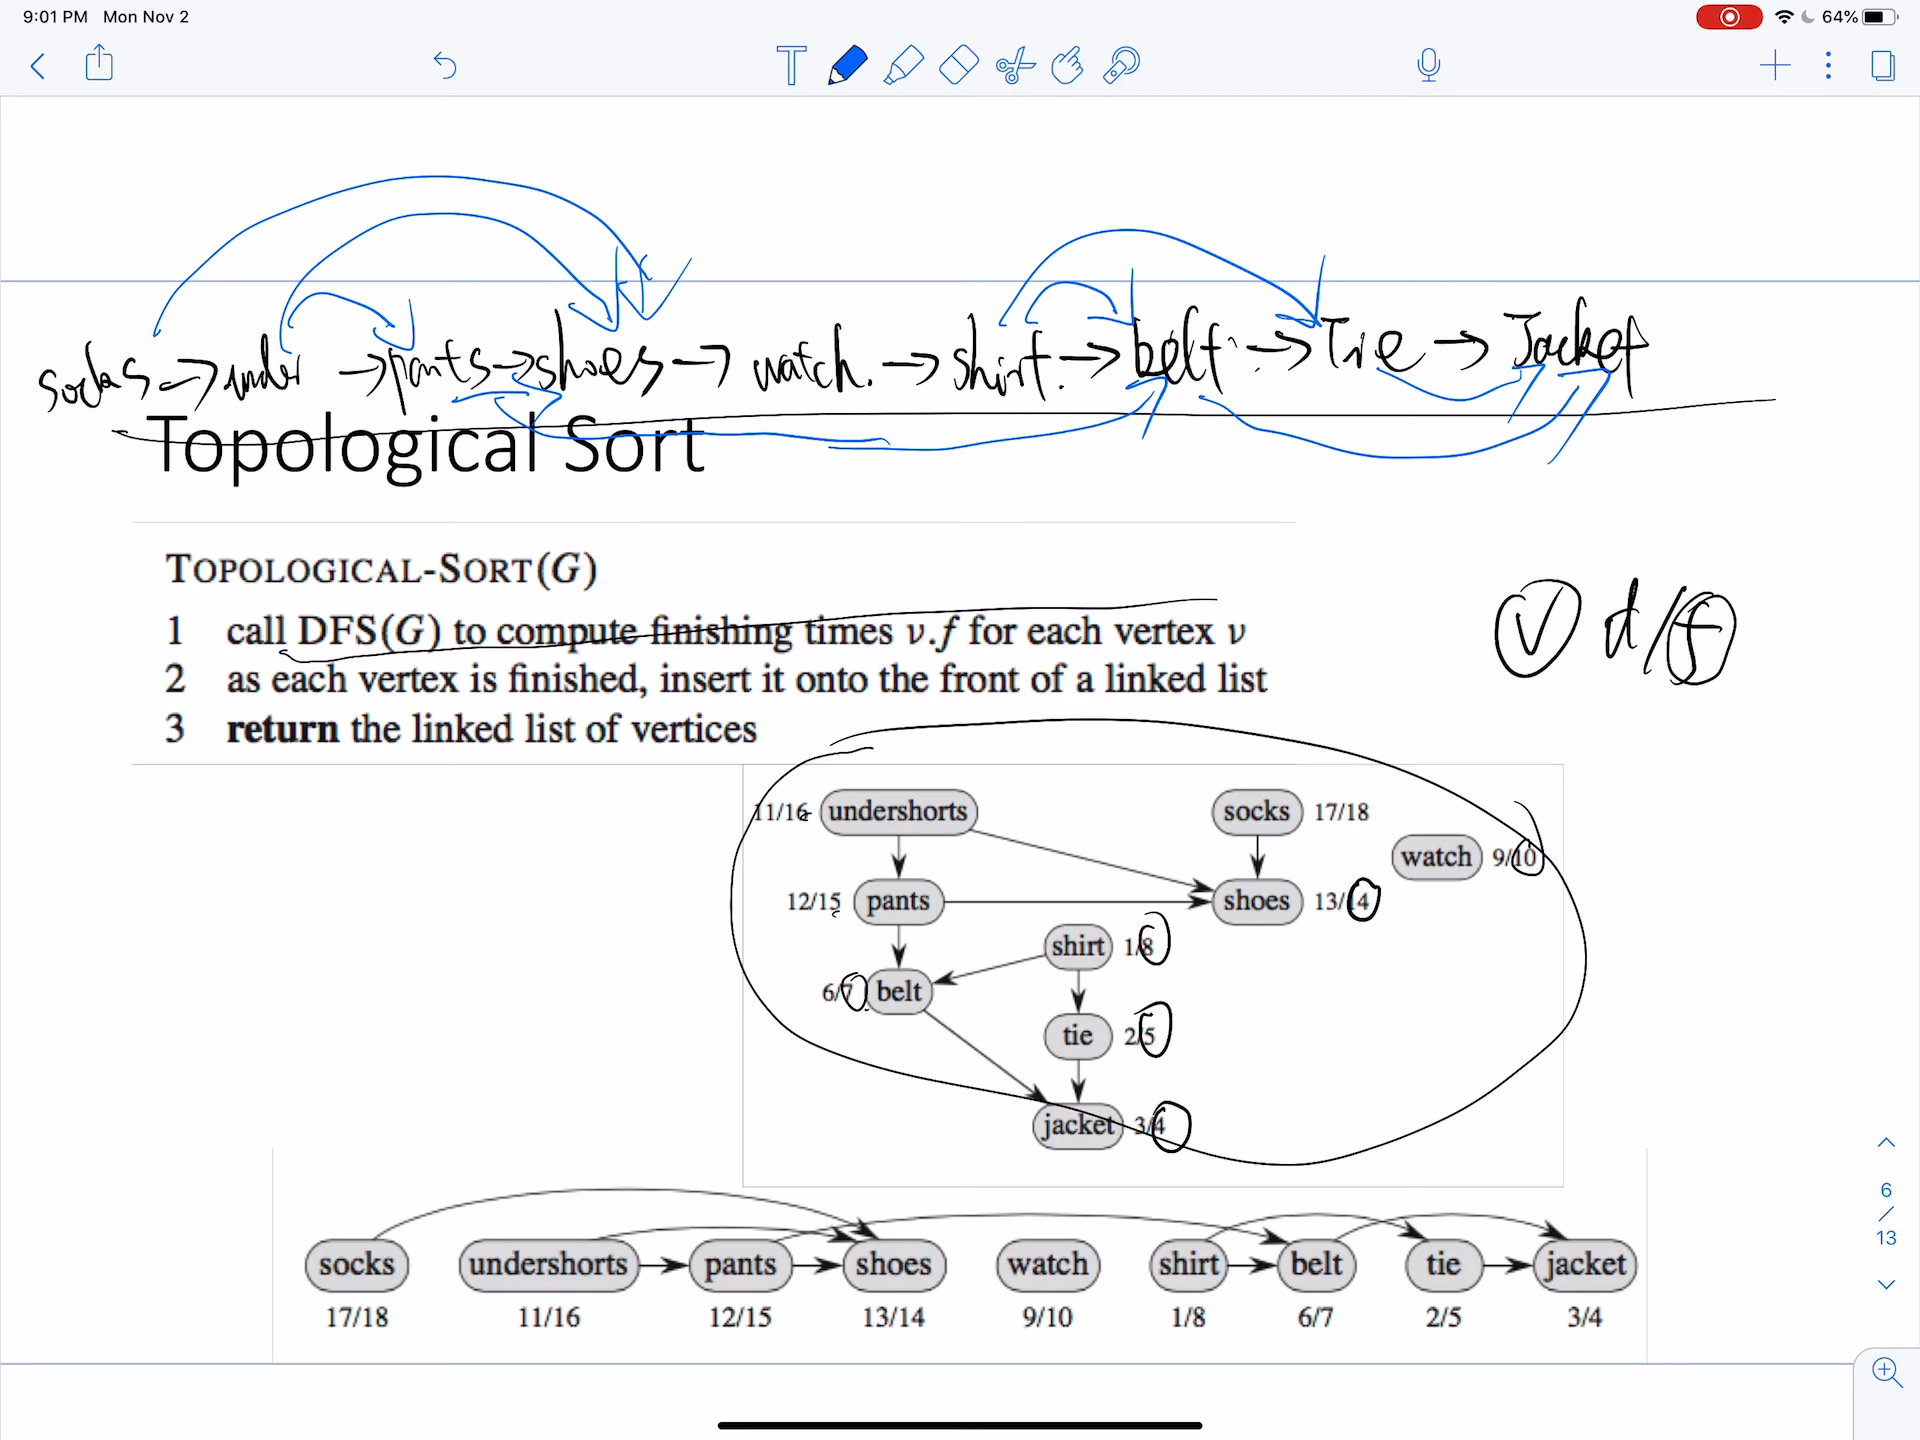 9:01 PM Mon Nov 2
64%
T
socks → under → pants → shoes → watch. → shirt. → belt. → Tie → Jacket
Topological Sort
TOPOLOGICAL-SORT(G)
1 call DFS(G) to compute finishing times v.f for each vertex v
2 as each vertex is finished, insert it onto the front of a linked list
3 return the linked list of vertices
V d/f
11/16 undershorts socks 17/18
watch 9/10
12/15 pants shoes 13/14
shirt 1/8
6/7 belt
tie 2/5
jacket 3/4
6
/
13
socks undershorts pants shoes watch shirt belt tie jacket
17/18 11/16 12/15 13/14 9/10 1/8 6/7 2/5 3/4